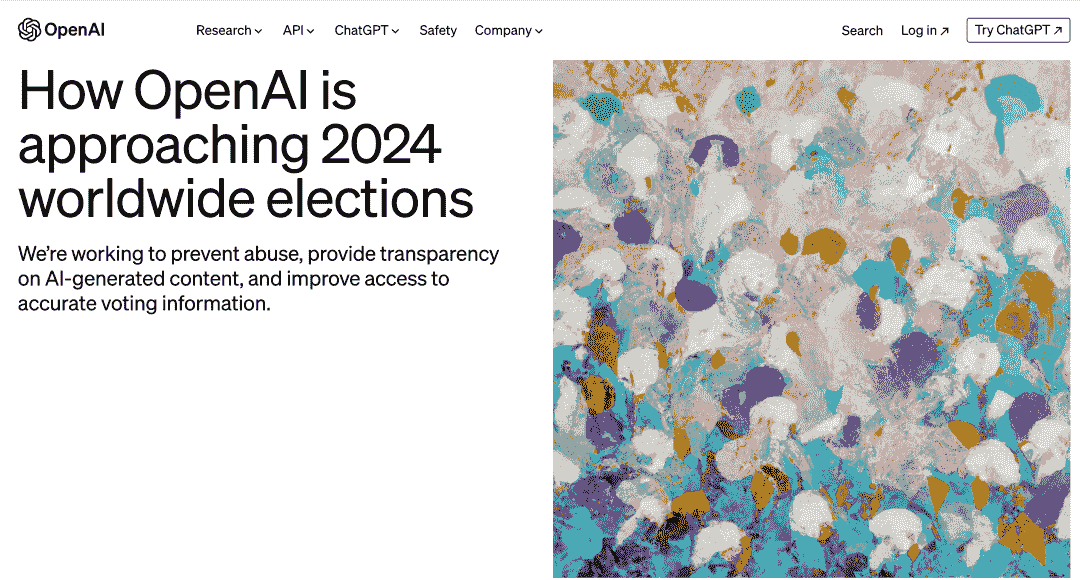 OpenAI Research API ChatGPT Safety Company Search Log in ↗ Try ChatGPT ↗
How OpenAI is
approaching 2024
worldwide elections
We’re working to prevent abuse, provide transparency
on AI-generated content, and improve access to
accurate voting information.